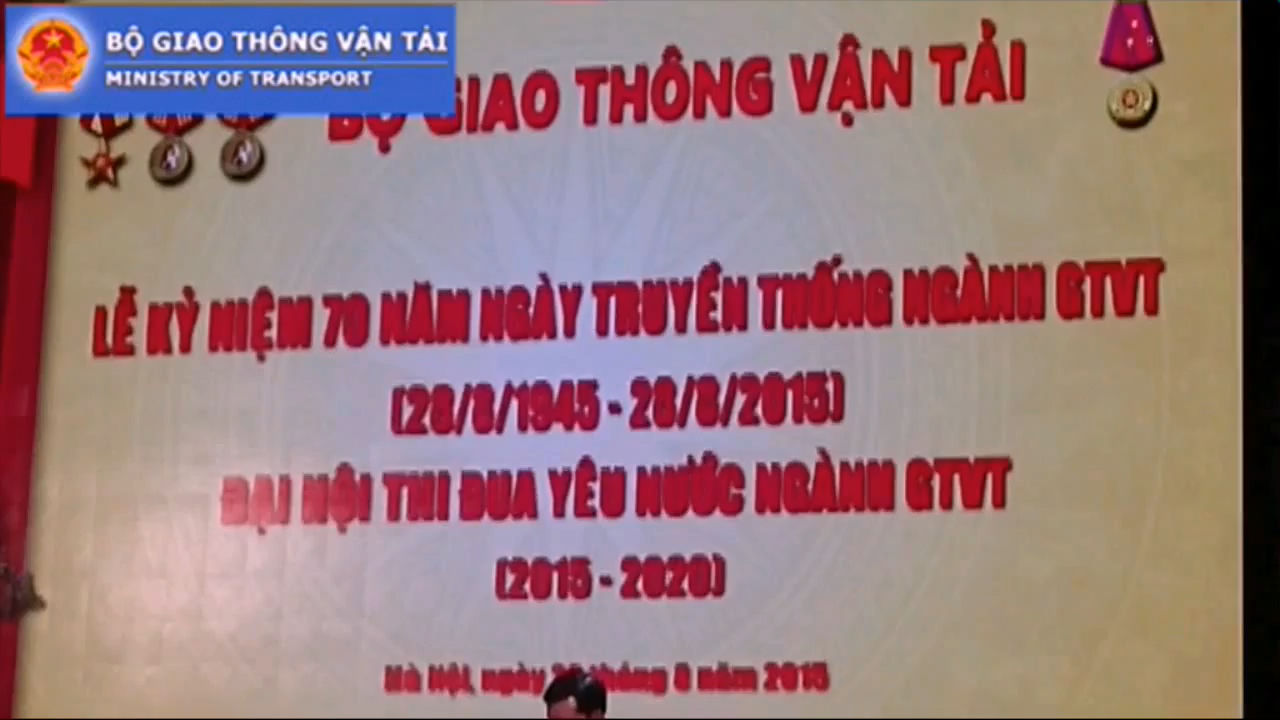 BỘ GIAO THÔNG VẬN TẢI
MINISTRY OF TRANSPORT
BỘ GIAO THÔNG VẬN TẢI
LỄ KỶ NIỆM 70 NĂM NGÀY TRUYỀN THỐNG NGÀNH GTVT
(28/8/1945 - 28/8/2015)
ĐẠI HỘI THI ĐUA YÊU NƯỚC NGÀNH GTVT
(2015 - 2020)
Hà Nội, ngày tháng 8 năm 2015